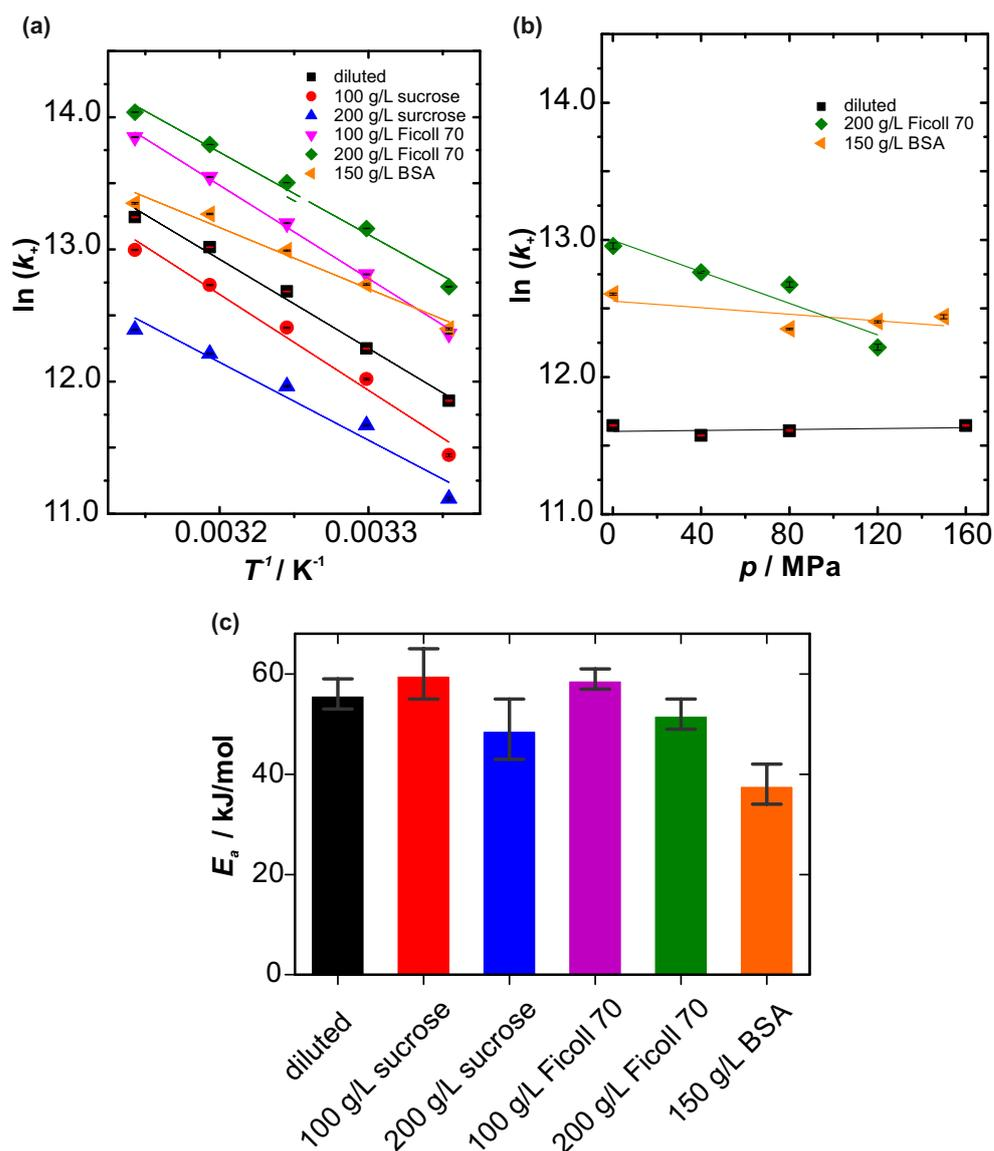 (a)
diluted
100 g/L sucrose
200 g/L surcrose
100 g/L Ficoll 70
200 g/L Ficoll 70
150 g/L BSA
14.0
13.0
12.0
11.0
ln (k₊)
0.0032
0.0033
T⁻¹ / K⁻¹
(b)
diluted
200 g/L Ficoll 70
150 g/L BSA
14.0
13.0
12.0
11.0
ln (k₊)
0
40
80
120
160
p / MPa
(c)
60
40
20
0
Eₐ / kJ/mol
diluted
100 g/L sucrose
200 g/L sucrose
100 g/L Ficoll 70
200 g/L Ficoll 70
150 g/L BSA